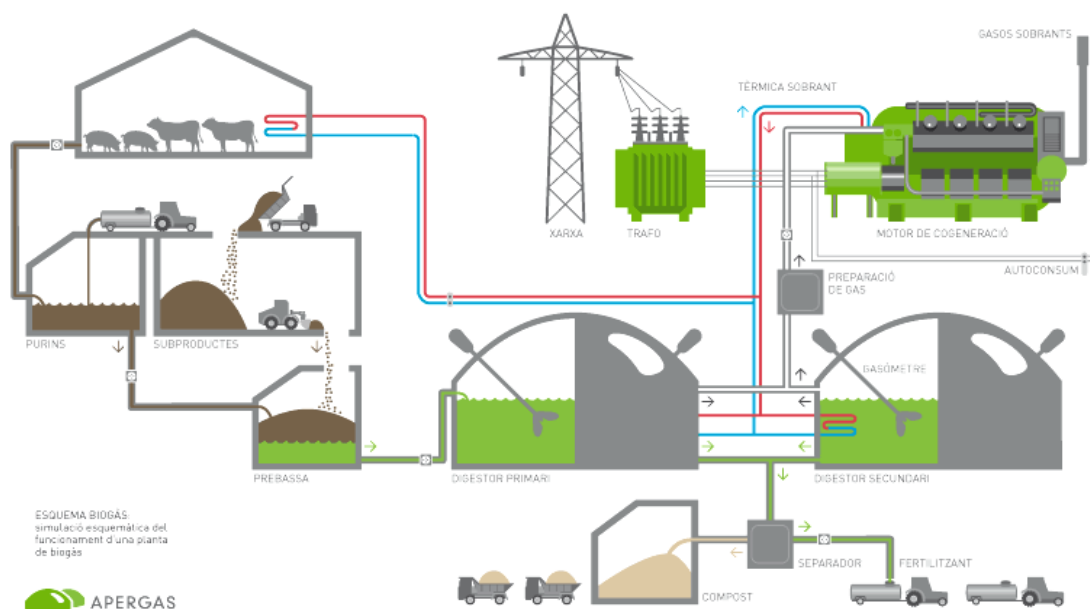 GASOS SOBRANTS
TÈRMICA SOBRANT
XARXA
TRAFO
MOTOR DE COGENERACIÓ
AUTOCONSUM
PREPARACIÓ
DE GAS
PURINS
SUBPRODUCTES
GASÒMETRE
PREBASSA
DIGESTOR PRIMARI
DIGESTOR SECUNDARI
ESQUEMA BIOGÀS:
simulació esquemàtica del
funcionament d'una planta
de biogàs
SEPARADOR
FERTILITZANT
COMPOST
APERGAS